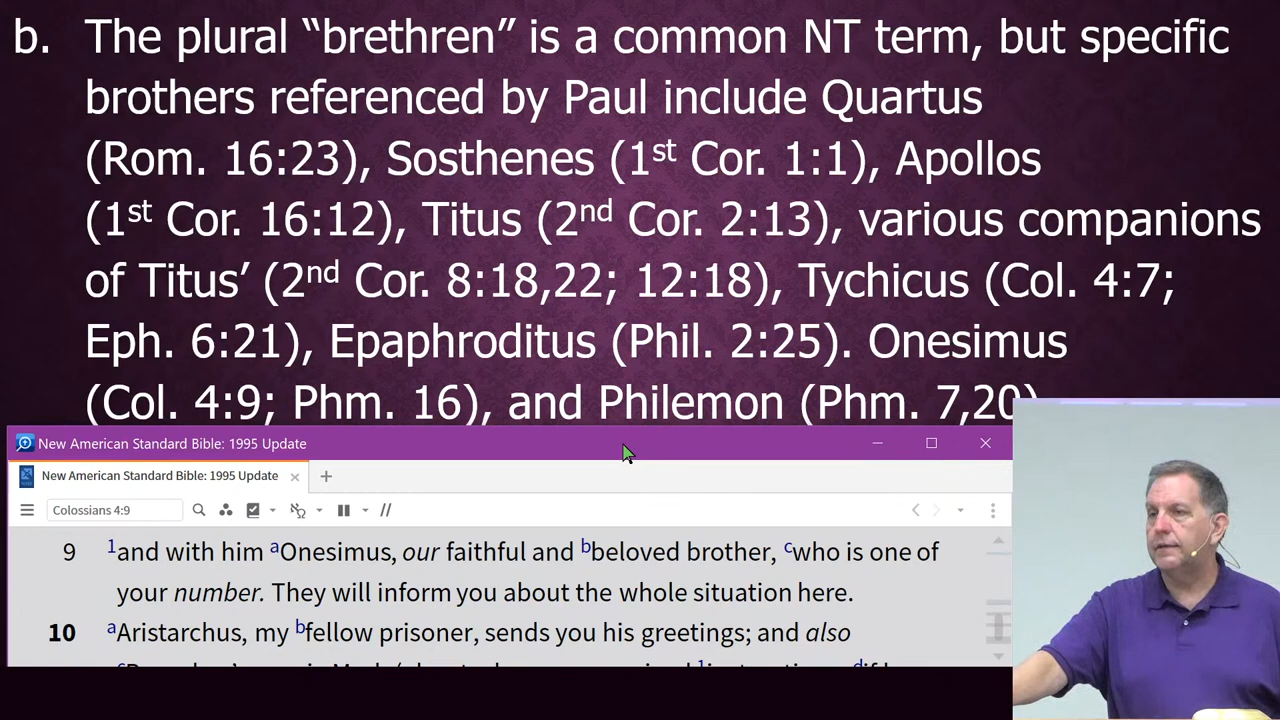 b. The plural “brethren” is a common NT term, but specific
brothers referenced by Paul include Quartus
(Rom. 16:23), Sosthenes (1st Cor. 1:1), Apollos
(1st Cor. 16:12), Titus (2nd Cor. 2:13), various companions
of Titus’ (2nd Cor. 8:18,22; 12:18), Tychicus (Col. 4:7;
Eph. 6:21), Epaphroditus (Phil. 2:25). Onesimus
(Col. 4:9; Phm. 16), and Philemon (Phm. 7,20)
New American Standard Bible: 1995 Update
New American Standard Bible: 1995 Update
Colossians 4:9
9 1and with him aOnesimus, our faithful and bbeloved brother, cwho is one of
your number. They will inform you about the whole situation here.
10 aAristarchus, my bfellow prisoner, sends you his greetings; and also